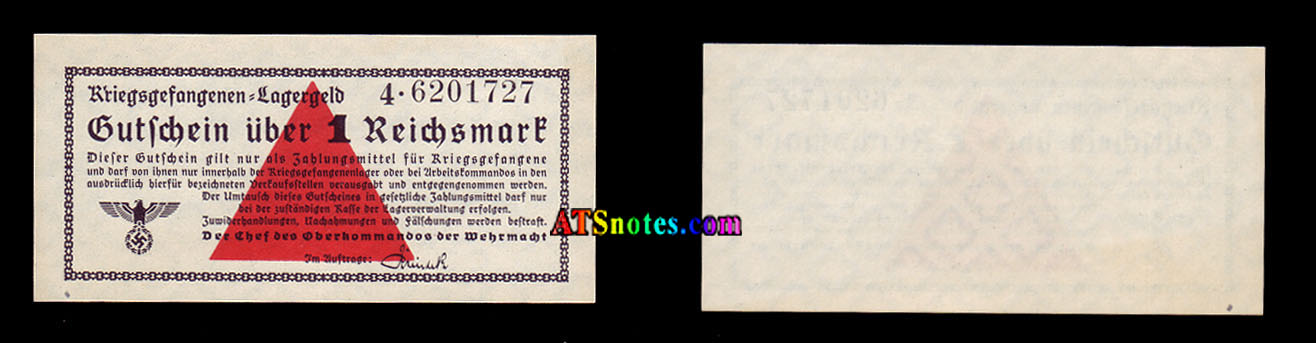 Kriegsgefangenen-Lagergeld 4·6201727
Gutschein über 1 Reichsmark
Dieser Gutschein gilt nur als Zahlungsmittel für Kriegsgefangene
und darf von ihnen nur innerhalb der Kriegsgefangenenlager oder bei Arbeitskommandos in den
ausdrücklich hierfür bezeichneten Verkaufsstellen verausgabt und entgegengenommen werden.
Der Umtausch dieses Gutscheines in gesetzliche Zahlungsmittel darf nur
bei der zuständigen Kasse der Lagerverwaltung erfolgen.
Zuwiderhandlungen, Nachahmungen und Fälschungen werden bestraft.
Der Chef des Oberkommandos der Wehrmacht
Im Auftrage:
ATSnotes.com